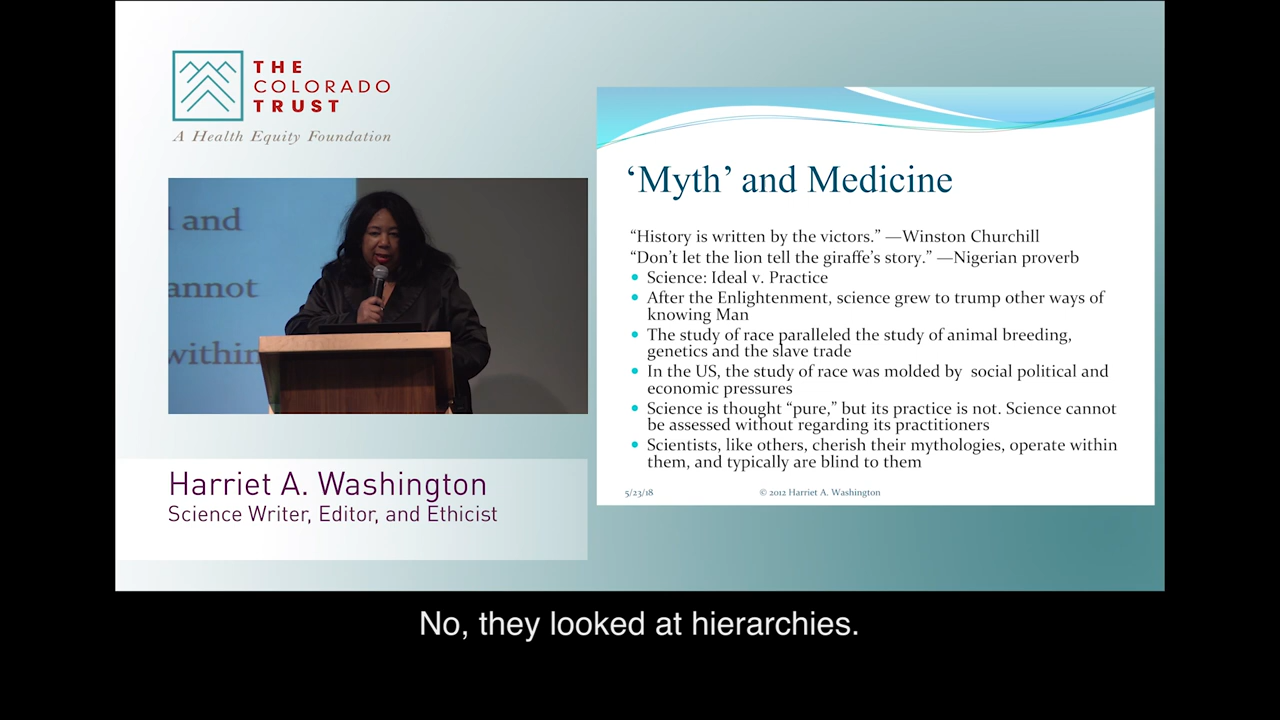 THE
COLORADO
TRUST
A Health Equity Foundation
l and
annot
within
Harriet A. Washington
Science Writer, Editor, and Ethicist
‘Myth’ and Medicine
“History is written by the victors.” —Winston Churchill
“Don’t let the lion tell the giraffe’s story.” —Nigerian proverb
• Science: Ideal v. Practice
• After the Enlightenment, science grew to trump other ways of
knowing Man
• The study of race paralleled the study of animal breeding,
genetics and the slave trade
• In the US, the study of race was molded by  social political and
economic pressures
• Science is thought “pure,” but its practice is not. Science cannot
be assessed without regarding its practitioners
• Scientists, like others, cherish their mythologies, operate within
them, and typically are blind to them
5/23/18
© 2012 Harriet A. Washington
No, they looked at hierarchies.